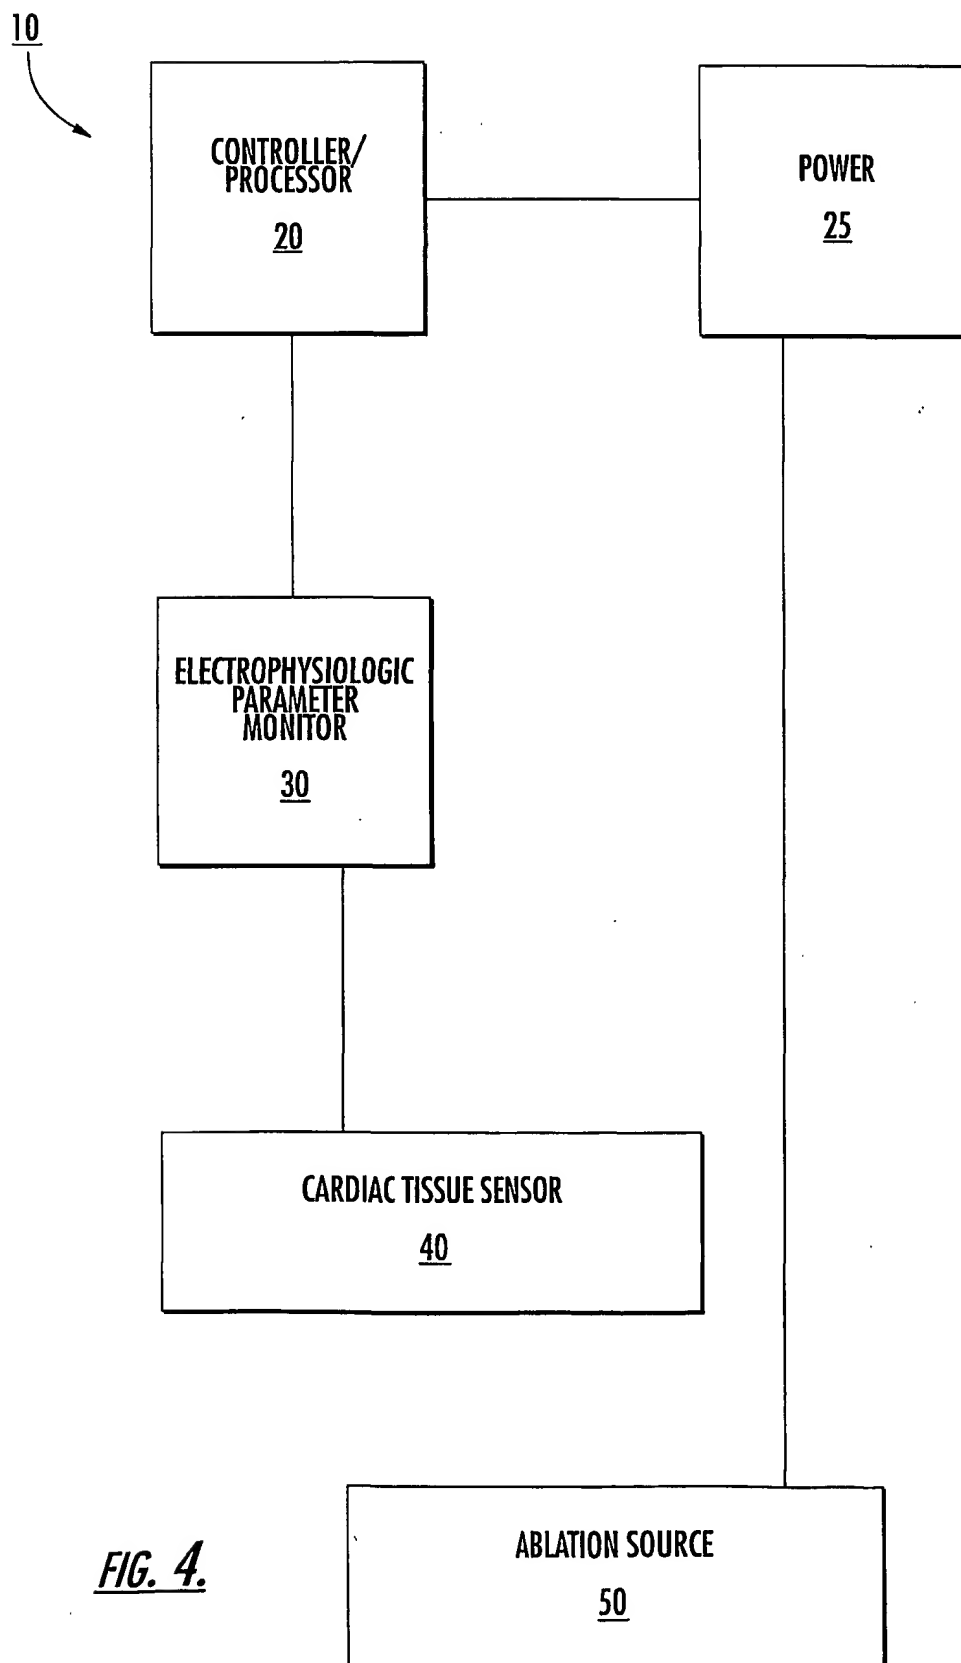 10
CONTROLLER/
PROCESSOR
20
POWER
25
ELECTROPHYSIOLOGIC
PARAMETER
MONITOR
30
CARDIAC TISSUE SENSOR
40
ABLATION SOURCE
50
FIG. 4.